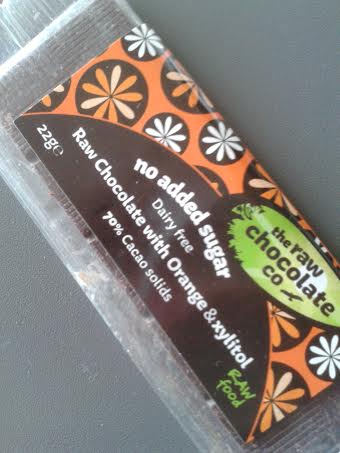 22g℮
no added sugar
Dairy free
Raw Chocolate with Orange & xylitol
70% Cacao solids
the raw
chocolate
co
RAW
food